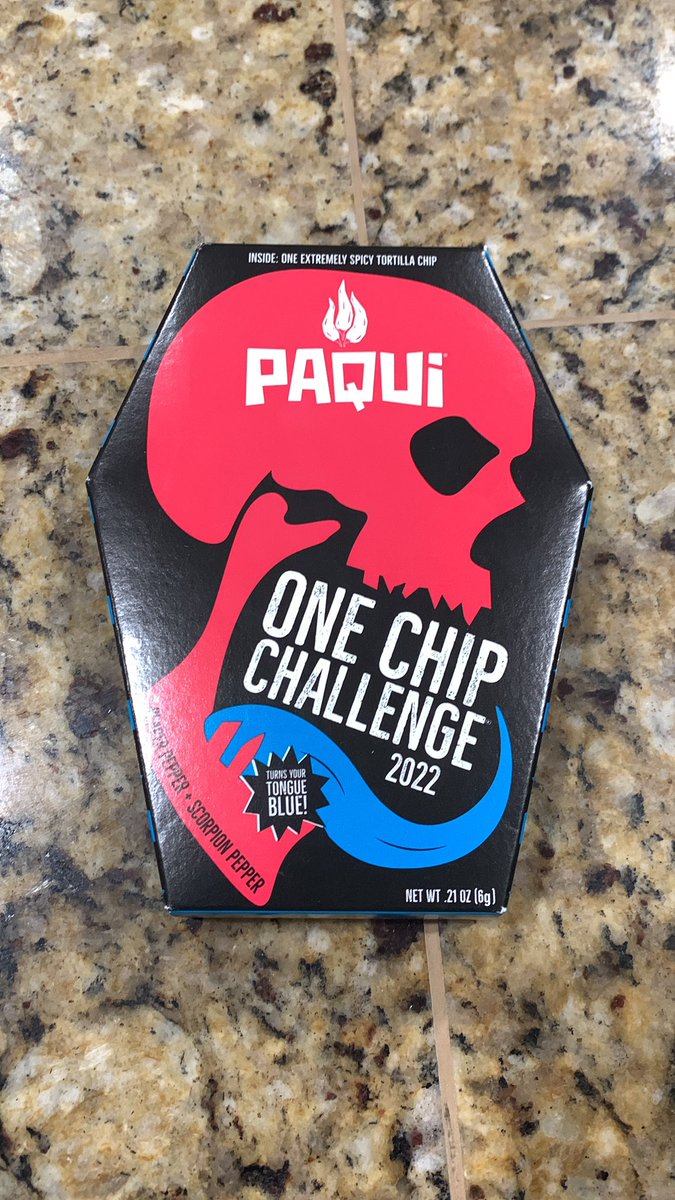 INSIDE: ONE EXTREMELY SPICY TORTILLA CHIP
PAQUI
ONE CHIP
CHALLENGE
2022
TURNS YOUR
TONGUE
BLUE!
PEPPER + SCORPION PEPPER
NET WT .21 OZ (6g)